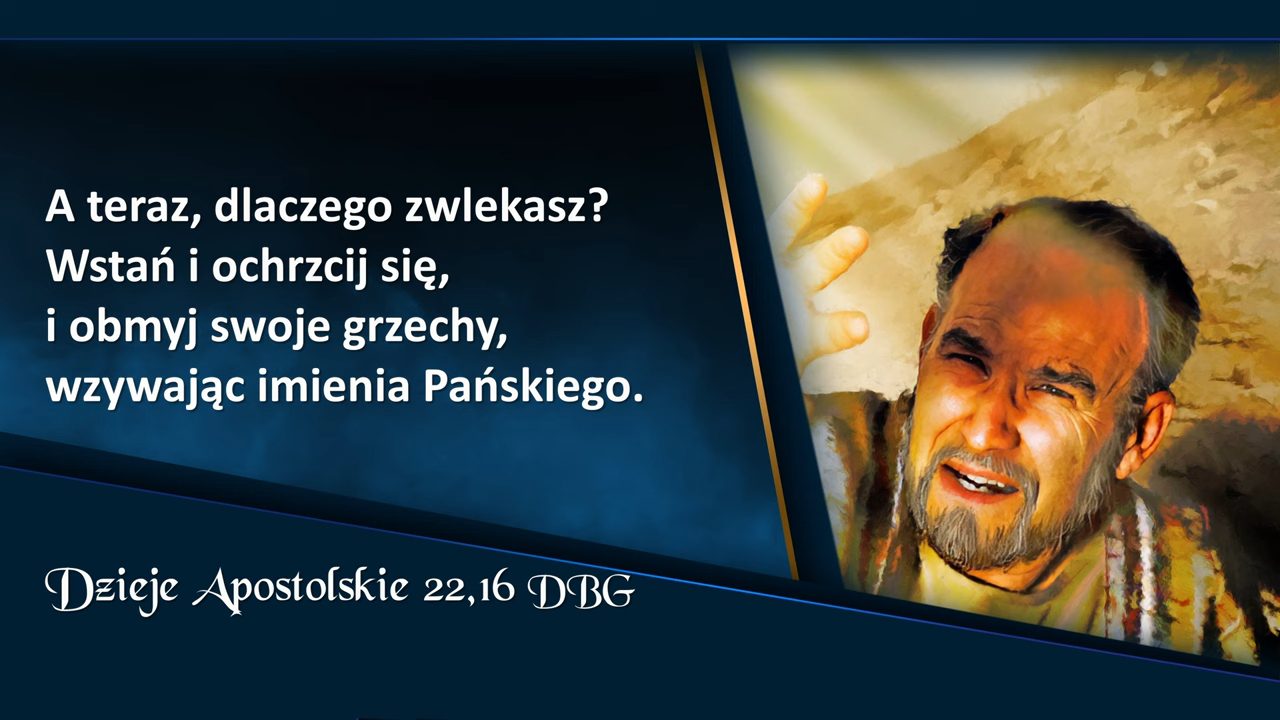 A teraz, dlaczego zwlekasz?
Wstań i ochrzcij się,
i obmyj swoje grzechy,
wzywając imienia Pańskiego.
Dzieje Apostolskie 22,16 DBG